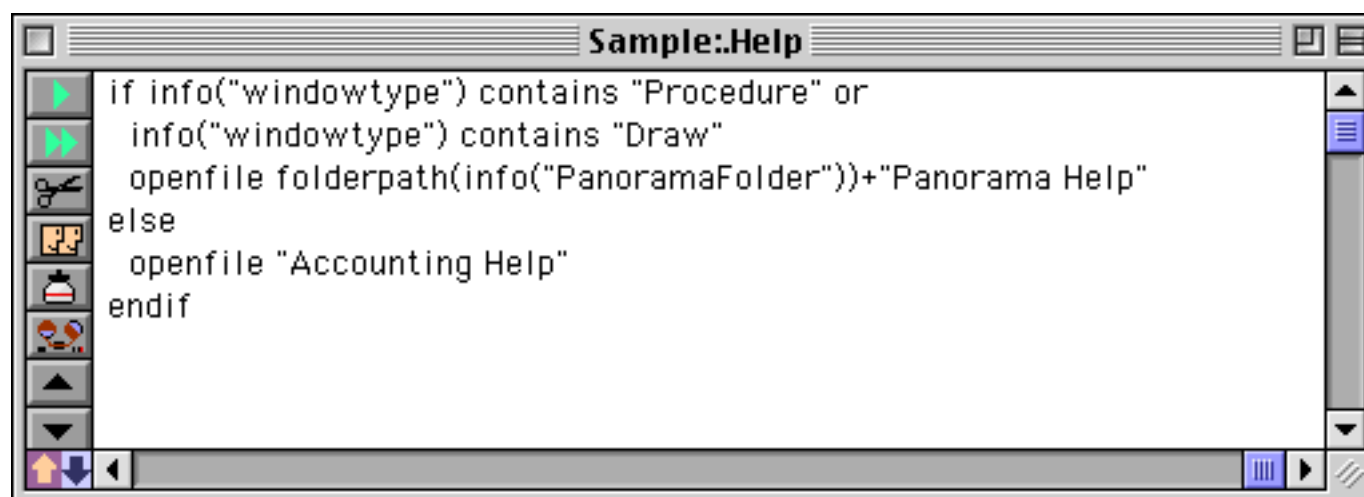 Sample:.Help
if info("windowtype") contains "Procedure" or
  info("windowtype") contains "Draw"
  openfile folderpath(info("PanoramaFolder"))+"Panorama Help"
else
  openfile "Accounting Help"
endif